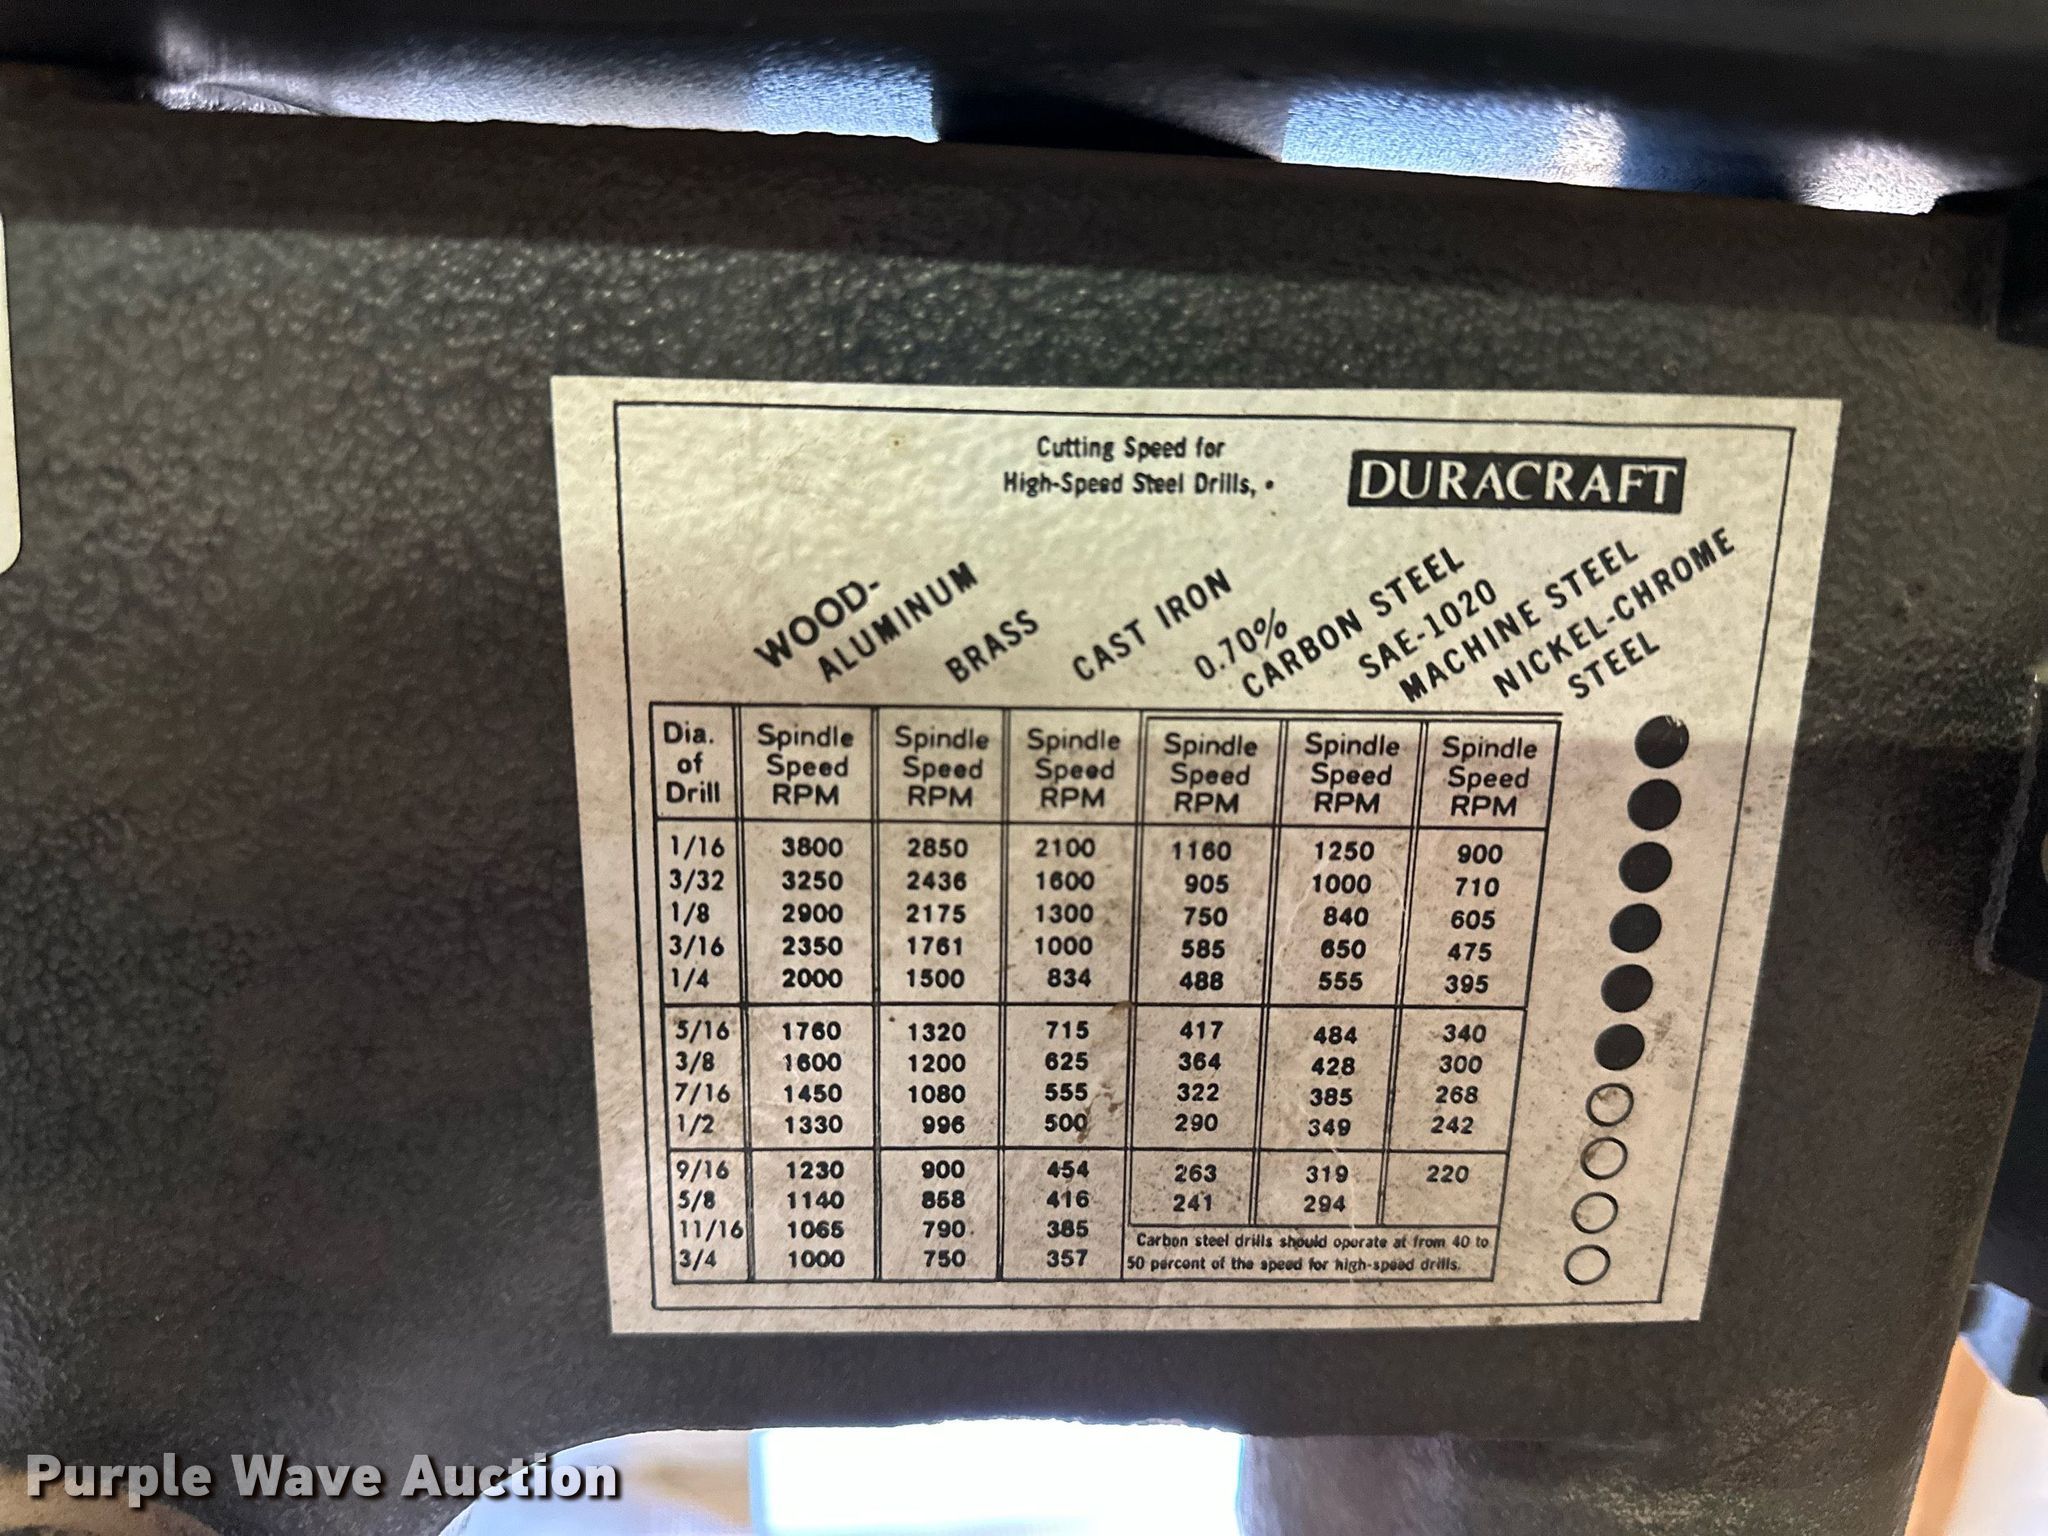 Cutting Speed for
High-Speed Steel Drills, •
DURACRAFT
WOOD-
ALUMINUM
BRASS
CAST IRON
0.70%
CARBON STEEL
SAE-1020
MACHINE STEEL
NICKEL-CHROME
STEEL
Dia. Spindle Spindle Spindle Spindle Spindle Spindle
of Speed Speed Speed Speed Speed Speed
Drill RPM RPM RPM RPM RPM RPM
1/16 3800 2850 2100 1160 1250 900
3/32 3250 2436 1600 905 1000 710
1/8 2900 2175 1300 750 840 605
3/16 2350 1761 1000 585 650 475
1/4 2000 1500 834 488 555 395
5/16 1760 1320 715 417 484 340
3/8 1600 1200 625 364 428 300
7/16 1450 1080 555 322 385 268
1/2 1330 996 500 290 349 242
9/16 1230 900 454 263 319 220
5/8 1140 858 416 241 294
11/16 1065 790 385
3/4 1000 750 357
Carbon steel drills should operate at from 40 to
50 percent of the speed for high-speed drills.
Purple Wave Auction